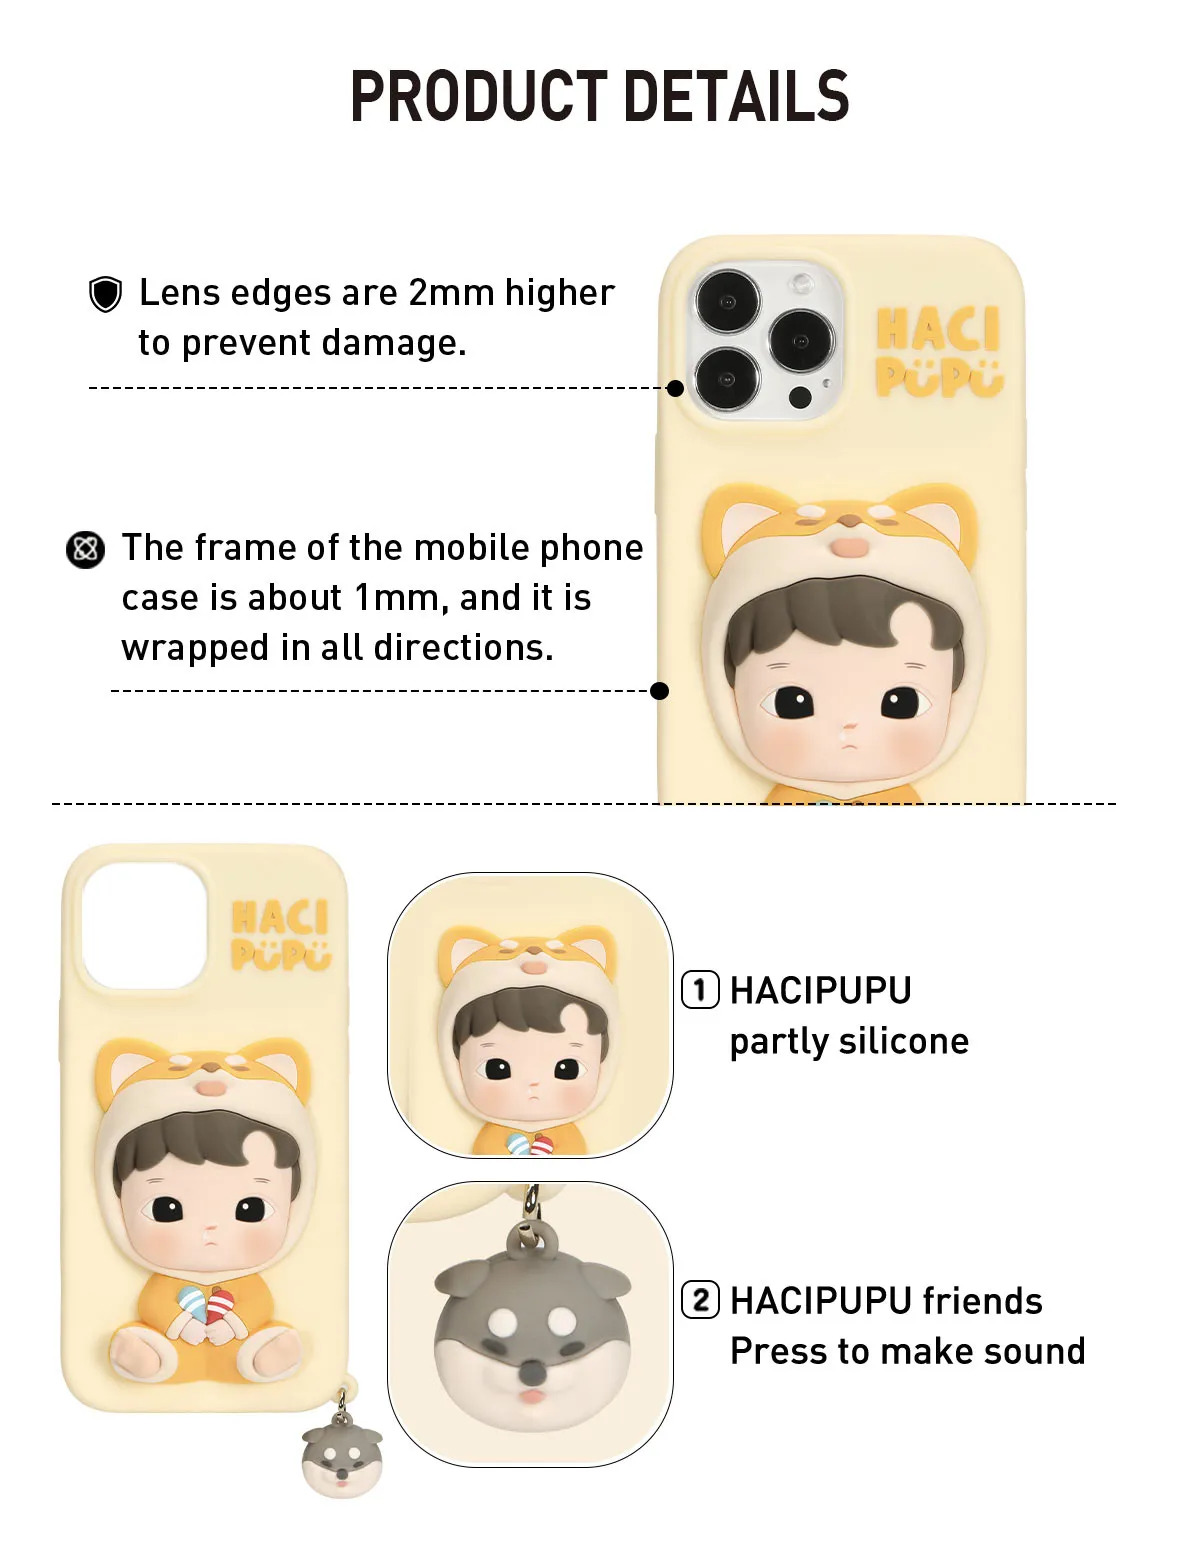 PRODUCT DETAILS
Lens edges are 2mm higher
to prevent damage.
HACI
PÜPÜ
The frame of the mobile phone
case is about 1mm, and it is
wrapped in all directions.
HACI
PÜPÜ
1 HACIPUPU
partly silicone
2 HACIPUPU friends
Press to make sound